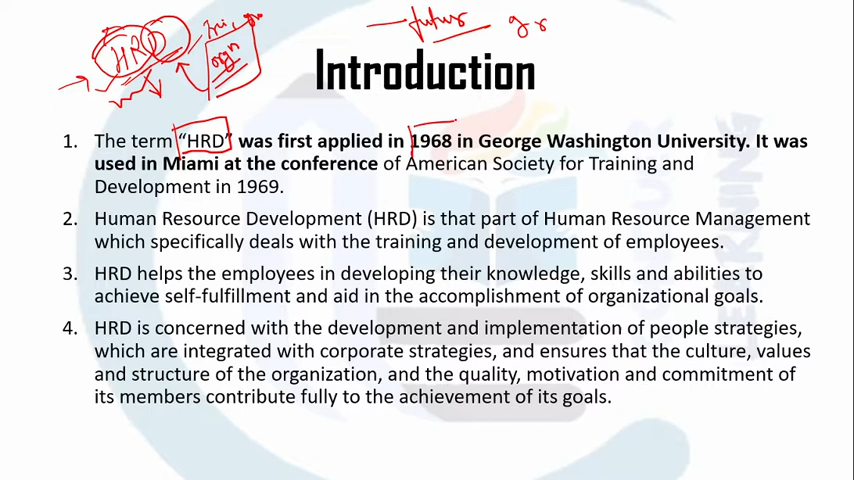 HRD
orgn
futur
Introduction
1. The term “HRD” was first applied in 1968 in George Washington University. It was
used in Miami at the conference of American Society for Training and
Development in 1969.
2. Human Resource Development (HRD) is that part of Human Resource Management
which specifically deals with the training and development of employees.
3. HRD helps the employees in developing their knowledge, skills and abilities to
achieve self-fulfillment and aid in the accomplishment of organizational goals.
4. HRD is concerned with the development and implementation of people strategies,
which are integrated with corporate strategies, and ensures that the culture, values
and structure of the organization, and the quality, motivation and commitment of
its members contribute fully to the achievement of its goals.
LEARNING